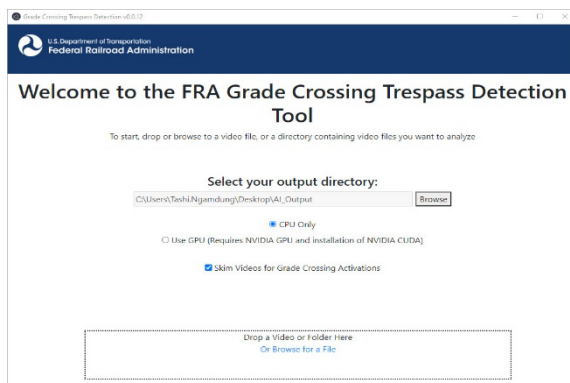 Grade Crossing Trespass Detection v0.0.12
U.S. Department of Transportation
Federal Railroad Administration
Welcome to the FRA Grade Crossing Trespass Detection
Tool
To start, drop or browse to a video file, or a directory containing video files you want to analyze
Select your output directory:
C:\Users\Tashi.Ngamdung\Desktop\AI_Output
Browse
CPU Only
Use GPU (Requires NVIDIA GPU and installation of NVIDIA CUDA)
Skim Videos for Grade Crossing Activations
Drop a Video or Folder Here
Or Browse for a File